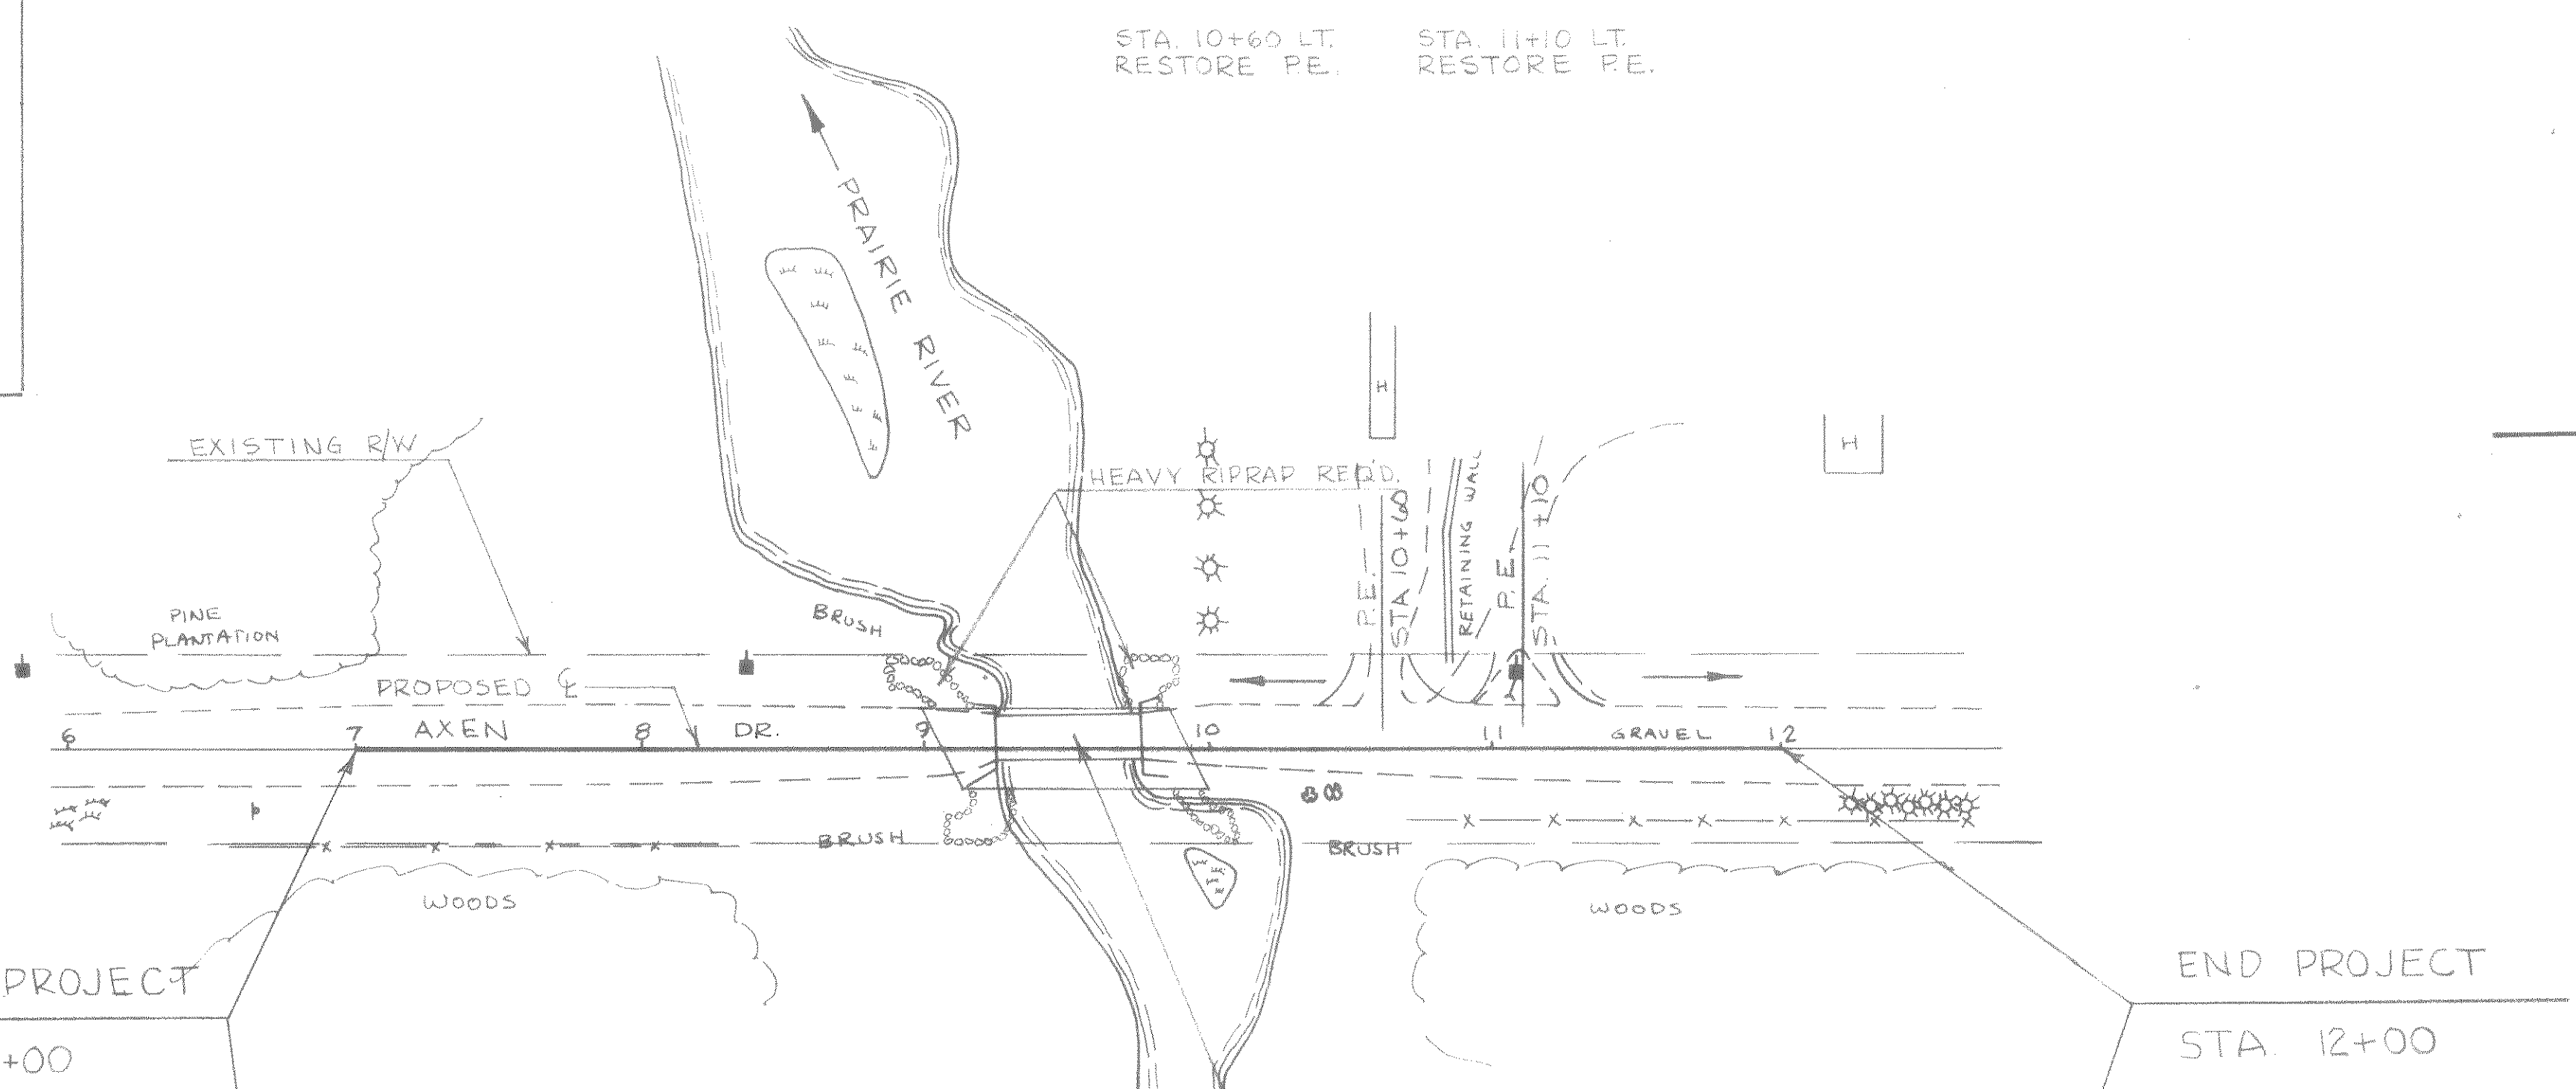 STA. 10+60 LT.
RESTORE P.E.
STA. 11+10 LT.
RESTORE P.E.
PRAIRIE RIVER
EXISTING R/W
H
H
HEAVY RIPRAP REQ'D.
PINE
PLANTATION
BRUSH
P.E.
STA 10+60
RETAINING WALL
P.E.
STA. 11+10
PROPOSED ℄
6
7
AXEN
8
DR.
9
10
11
GRAVEL
12
BRUSH
BRUSH
WOODS
WOODS
PROJECT
+00
END PROJECT
STA. 12+00